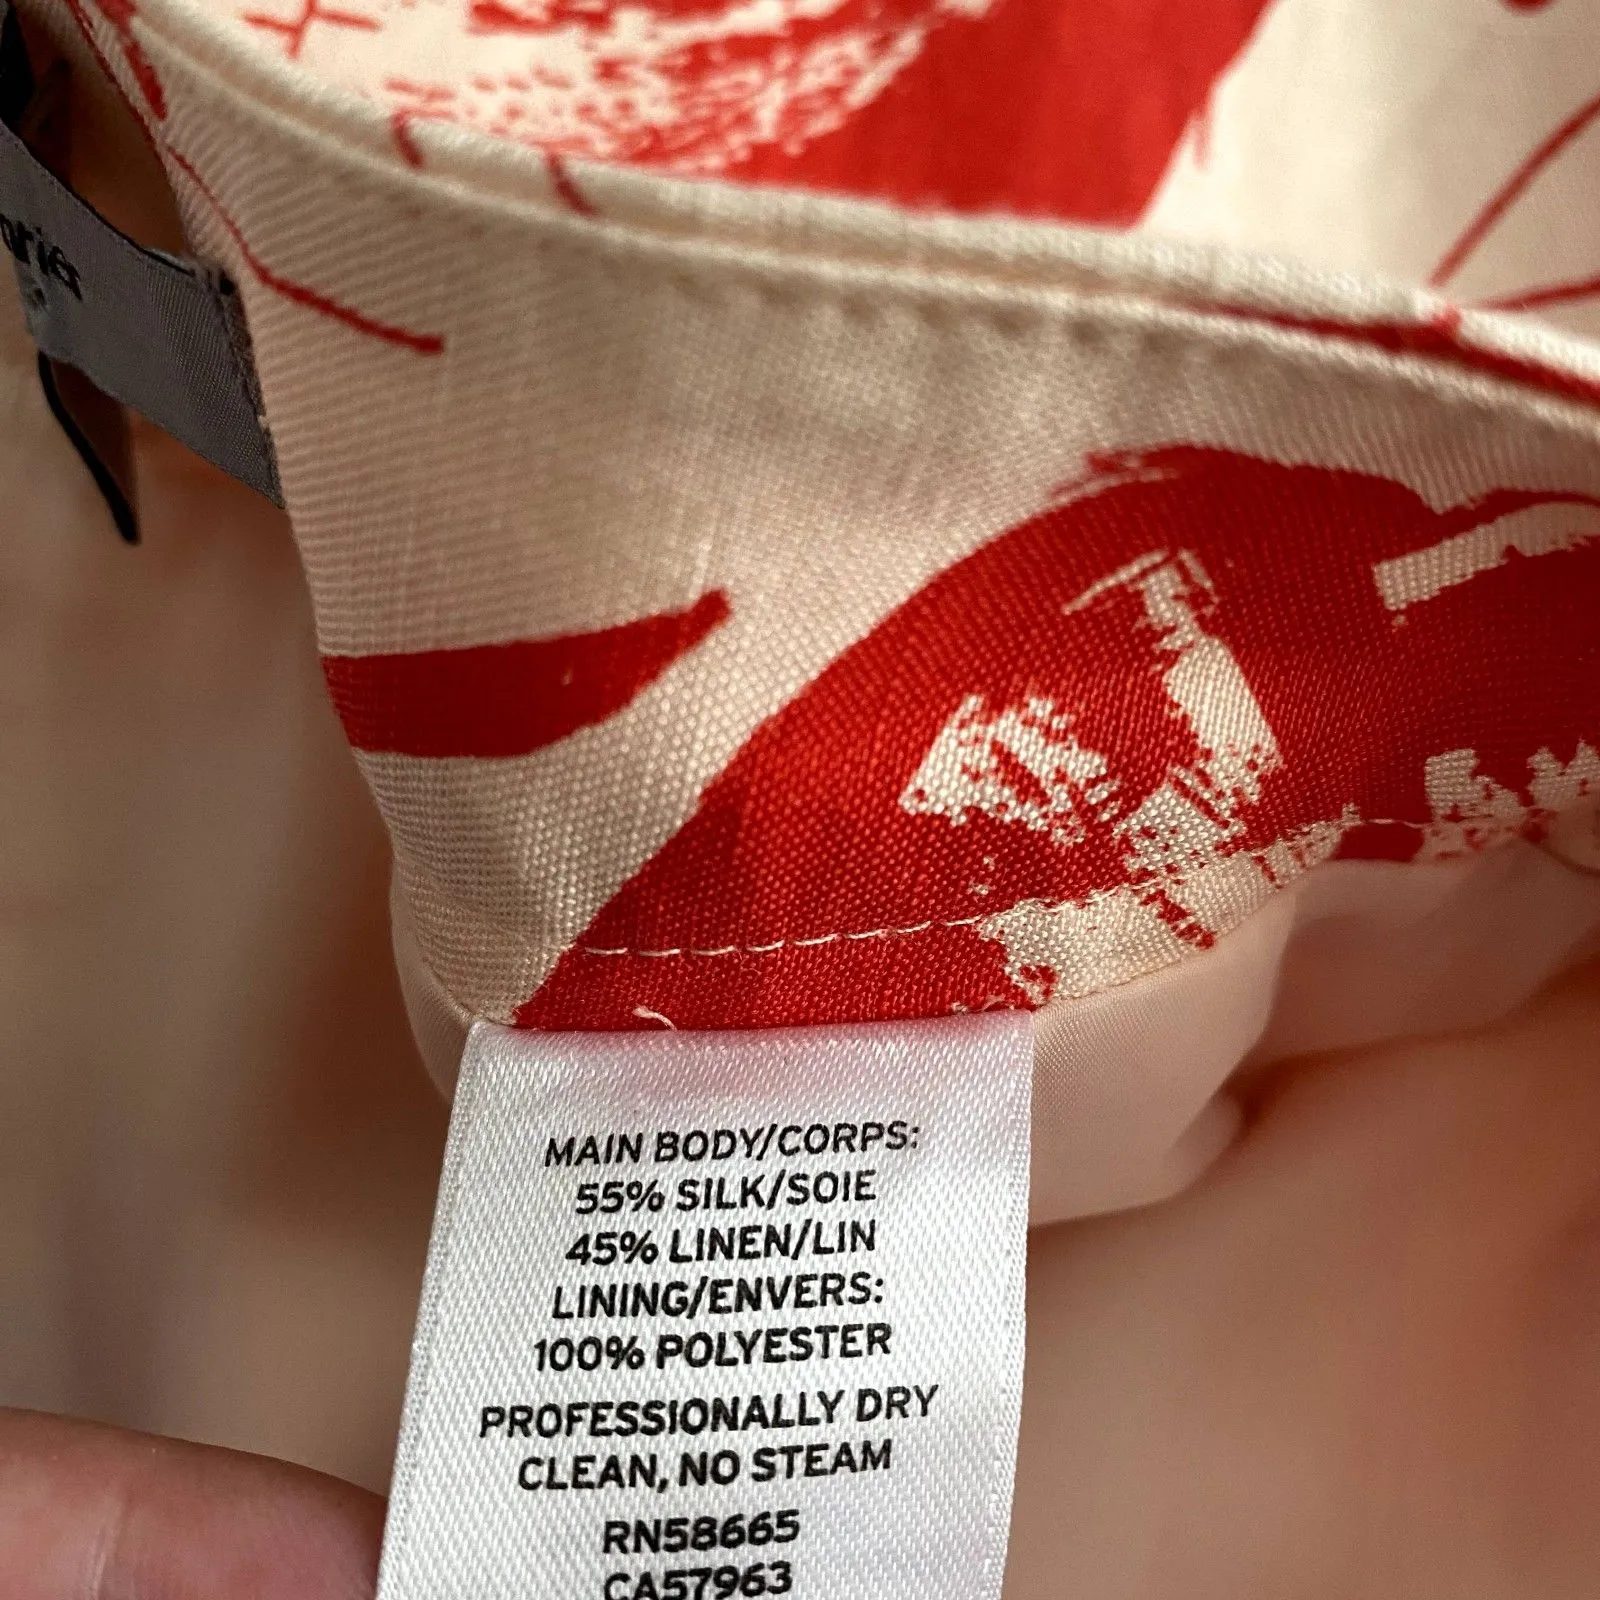 MAIN BODY/CORPS:
55% SILK/SOIE
45% LINEN/LIN
LINING/ENVERS:
100% POLYESTER
PROFESSIONALLY DRY
CLEAN, NO STEAM
RN58665
CA57963